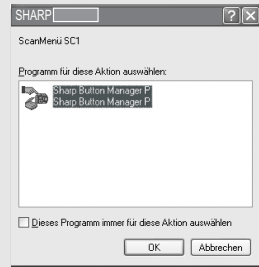 SHARP
ScanMenü SC1
Programm für diese Aktion auswählen:
Sharp Button Manager P
Sharp Button Manager P
Dieses Programm immer für diese Aktion auswählen
OK
Abbrechen